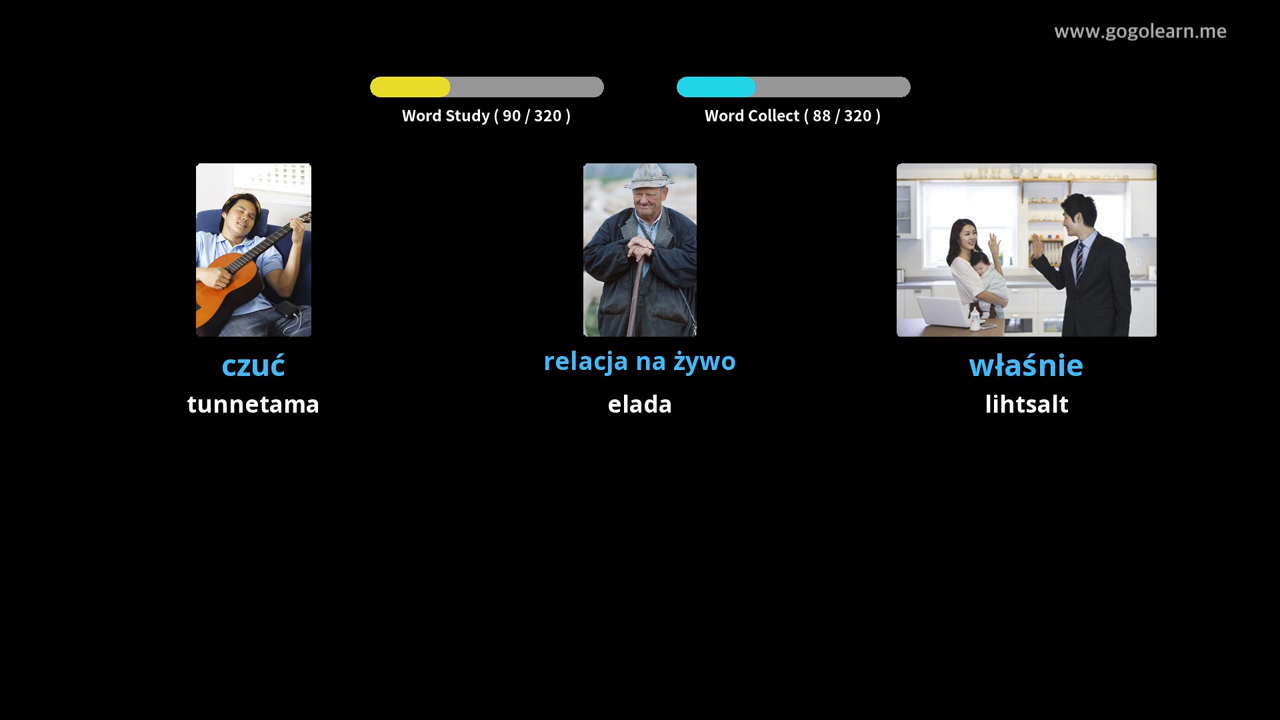 www.gogolearn.me
Word Study ( 90 / 320 )
Word Collect ( 88 / 320 )
czuć
relacja na żywo
właśnie
tunnetama
elada
lihtsalt